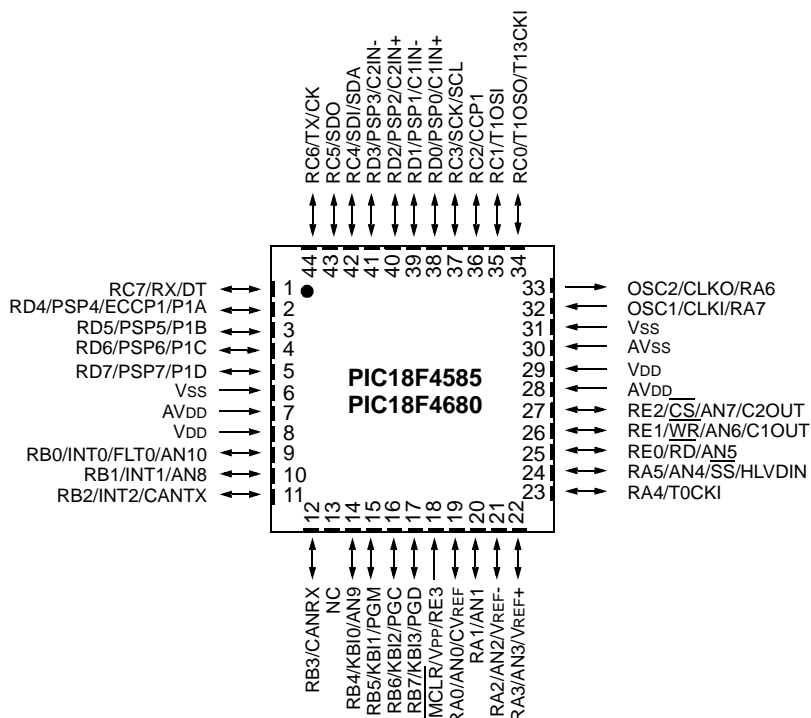 RC6/TX/CK
RC5/SDO
RC4/SDI/SDA
RD3/PSP3/C2IN-
RD2/PSP2/C2IN+
RD1/PSP1/C1IN-
RD0/PSP0/C1IN+
RC3/SCK/SCL
RC2/CCP1
RC1/T1OSI
RC0/T1OSO/T13CKI
44
43
42
41
40
39
38
37
36
35
34
RC7/RX/DT 1
RD4/PSP4/ECCP1/P1A 2
RD5/PSP5/P1B 3
RD6/PSP6/P1C 4
RD7/PSP7/P1D 5
VSS 6
AVDD 7
VDD 8
RB0/INT0/FLT0/AN10 9
RB1/INT1/AN8 10
RB2/INT2/CANTX 11
PIC18F4585
PIC18F4680
33 OSC2/CLKO/RA6
32 OSC1/CLKI/RA7
31 VSS
30 AVSS
29 VDD
28 AVDD
27 RE2/CS/AN7/C2OUT
26 RE1/WR/AN6/C1OUT
25 RE0/RD/AN5
24 RA5/AN4/SS/HLVDIN
23 RA4/T0CKI
12
13
14
15
16
17
18
19
20
21
22
RB3/CANRX
NC
RB4/KBI0/AN9
RB5/KBI1/PGM
RB6/KBI2/PGC
RB7/KBI3/PGD
MCLR/VPP/RE3
RA0/AN0/CVREF
RA1/AN1
RA2/AN2/VREF-
RA3/AN3/VREF+